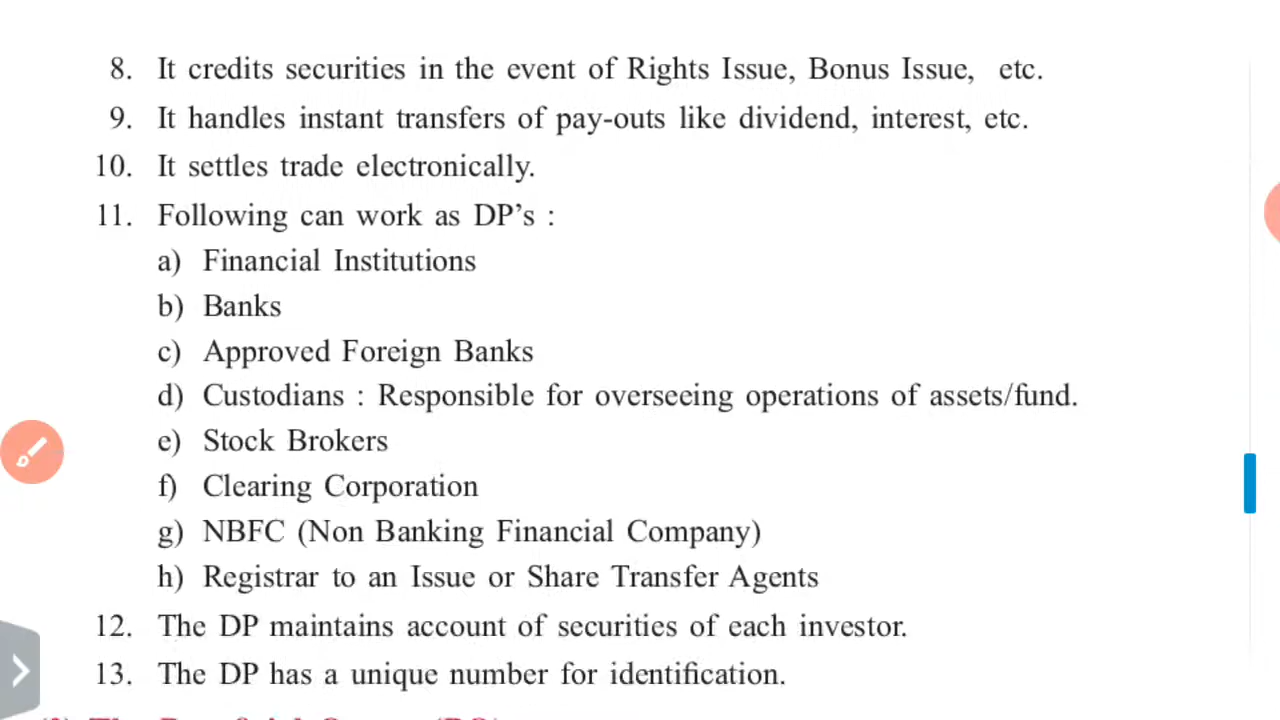 8. It credits securities in the event of Rights Issue, Bonus Issue, etc.
9. It handles instant transfers of pay-outs like dividend, interest, etc.
10. It settles trade electronically.
11. Following can work as DP’s :
a) Financial Institutions
b) Banks
c) Approved Foreign Banks
d) Custodians : Responsible for overseeing operations of assets/fund.
e) Stock Brokers
f) Clearing Corporation
g) NBFC (Non Banking Financial Company)
h) Registrar to an Issue or Share Transfer Agents
12. The DP maintains account of securities of each investor.
13. The DP has a unique number for identification.